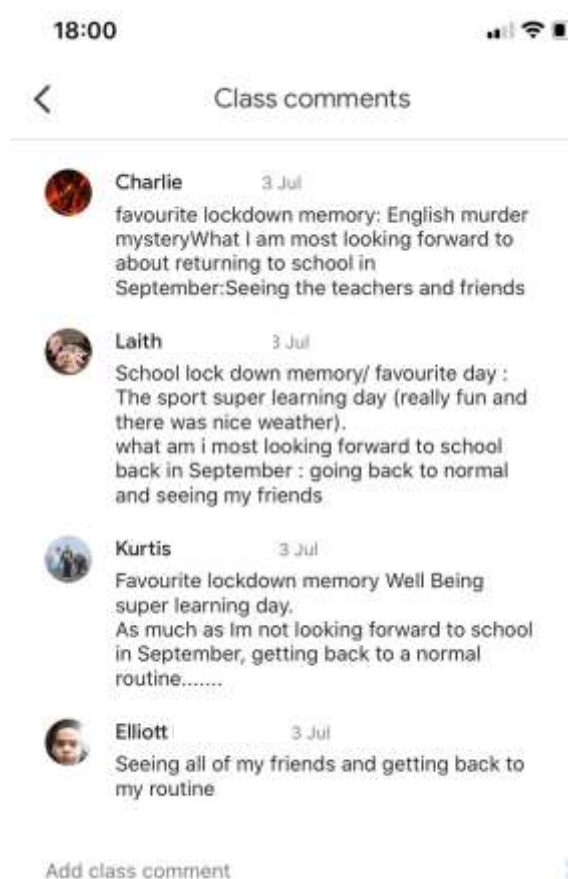 18:00
Class comments
Charlie 3 Jul
favourite lockdown memory: English murder
mysteryWhat I am most looking forward to
about returning to school in
September:Seeing the teachers and friends
Laith 3 Jul
School lock down memory/ favourite day :
The sport super learning day (really fun and
there was nice weather).
what am i most looking forward to school
back in September : going back to normal
and seeing my friends
Kurtis 3 Jul
Favourite lockdown memory Well Being
super learning day.
As much as Im not looking forward to school
in September, getting back to a normal
routine.......
Elliott 3 Jul
Seeing all of my friends and getting back to
my routine
Add class comment